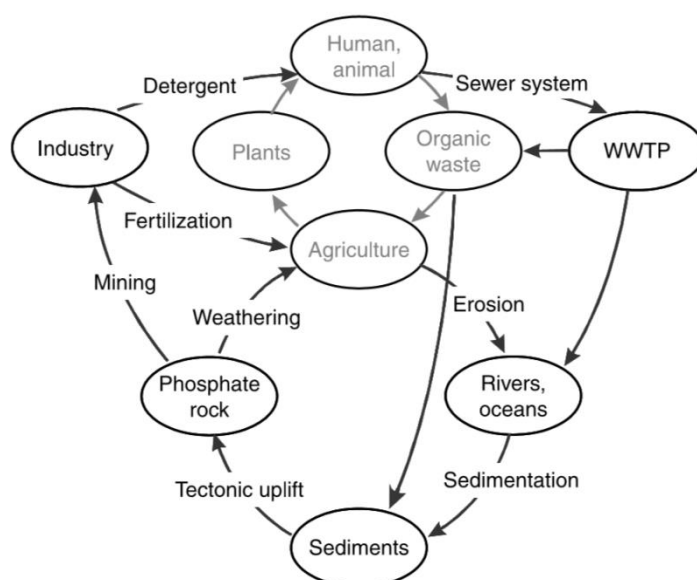 Human,
animal
Detergent
Sewer system
Industry
Plants
Organic
waste
WWTP
Fertilization
Agriculture
Mining
Weathering
Erosion
Phosphate
rock
Rivers,
oceans
Tectonic uplift
Sedimentation
Sediments